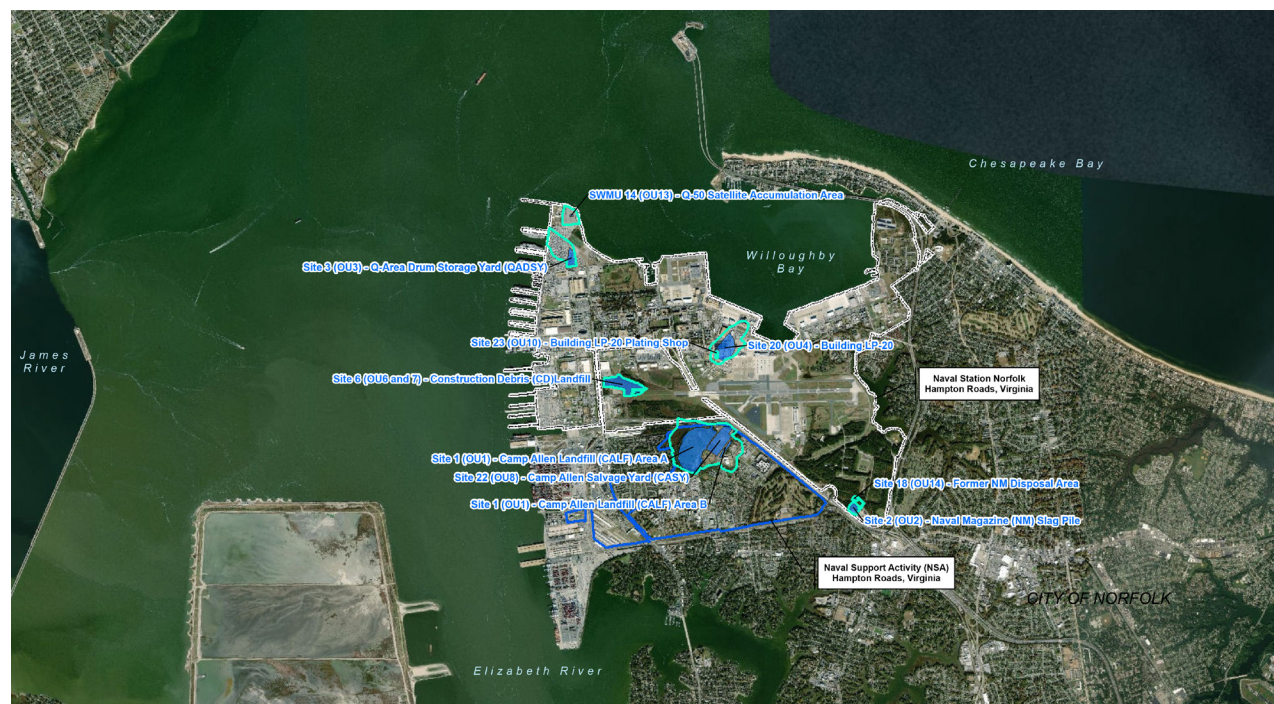 Chesapeake Bay
SWMU 14 (OU13) - Q-50 Satellite Accumulation Area
Willoughby
Bay
Site 3 (OU3) - Q-Area Drum Storage Yard (QADSY)
Site 23 (OU10) - Building LP-20 Plating Shop
Site 20 (OU4) - Building LP-20
James
River
Site 6 (OU6 and 7) - Construction Debris (CD) Landfill
Naval Station Norfolk
Hampton Roads, Virginia
Site 1 (OU1) - Camp Allen Landfill (CALF) Area A
Site 22 (OU8) - Camp Allen Salvage Yard (CASY)
Site 18 (OU14) - Former NM Disposal Area
Site 1 (OU1) - Camp Allen Landfill (CALF) Area B
Site 2 (OU2) - Naval Magazine (NM) Slag Pile
Naval Support Activity (NSA)
Hampton Roads, Virginia
CITY OF NORFOLK
Elizabeth River